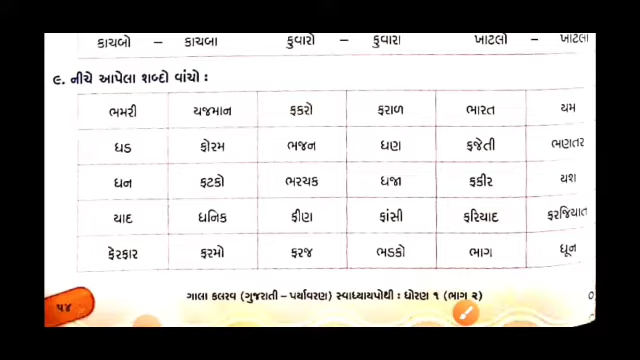 કાચબો – કાચબા કુવારો – કુવારા ખાટલો – ખાટલા
૯. નીચે આપેલા શબ્દો વાંચો :
ભમરી યજમાન ફકરો ફરાળ ભારત યમ
ધડ ફોરમ ભજન ધણ ફજેતી ભણતર
ધન ફટકો ભરચક ધજા ફકીર યશ
યાદ ધનિક ફીણ ફાંસી ફરિયાદ ફરજિયાત
ફેરફાર ફરમો ફરજ ભડકો ભાગ ધૂન
૫૪ ગાલા કલરવ (ગુજરાતી – પર્યાવરણ) સ્વાધ્યાયપોથી : ધોરણ ૧ (ભાગ ૨)